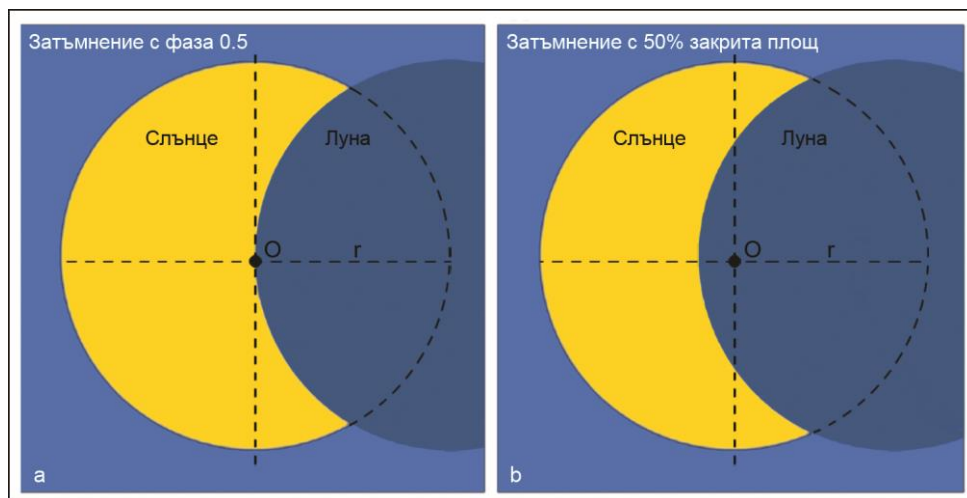 Затъмнение с фаза 0.5
Слънце
Луна
O
r
a
Затъмнение с 50% закрита площ
Слънце
Луна
O
r
b